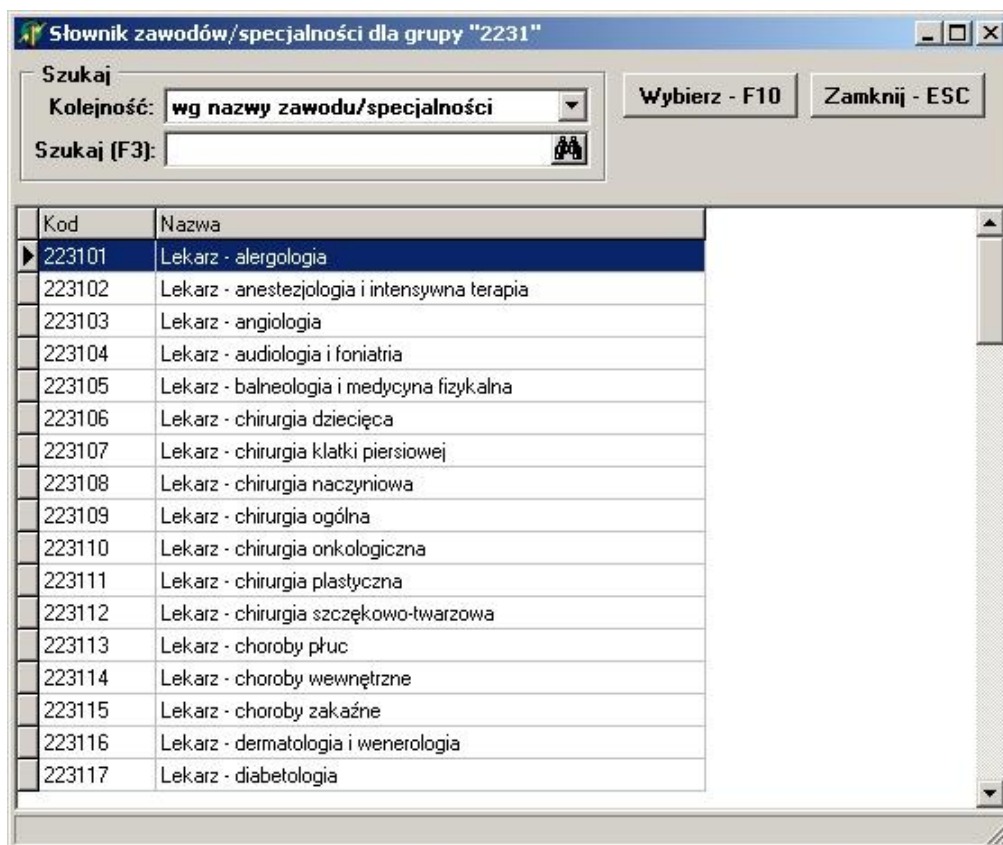 Słownik zawodów/specjalności dla grupy "2231"
Szukaj
Kolejność: wg nazwy zawodu/specjalności
Wybierz - F10 Zamknij - ESC
Szukaj (F3):
Kod Nazwa
223101 Lekarz - alergologia
223102 Lekarz - anestezjologia i intensywna terapia
223103 Lekarz - angiologia
223104 Lekarz - audiologia i foniatria
223105 Lekarz - balneologia i medycyna fizykalna
223106 Lekarz - chirurgia dziecięca
223107 Lekarz - chirurgia klatki piersiowej
223108 Lekarz - chirurgia naczyniowa
223109 Lekarz - chirurgia ogólna
223110 Lekarz - chirurgia onkologiczna
223111 Lekarz - chirurgia plastyczna
223112 Lekarz - chirurgia szczękowo-twarzowa
223113 Lekarz - choroby płuc
223114 Lekarz - choroby wewnętrzne
223115 Lekarz - choroby zakaźne
223116 Lekarz - dermatologia i wenerologia
223117 Lekarz - diabetologia